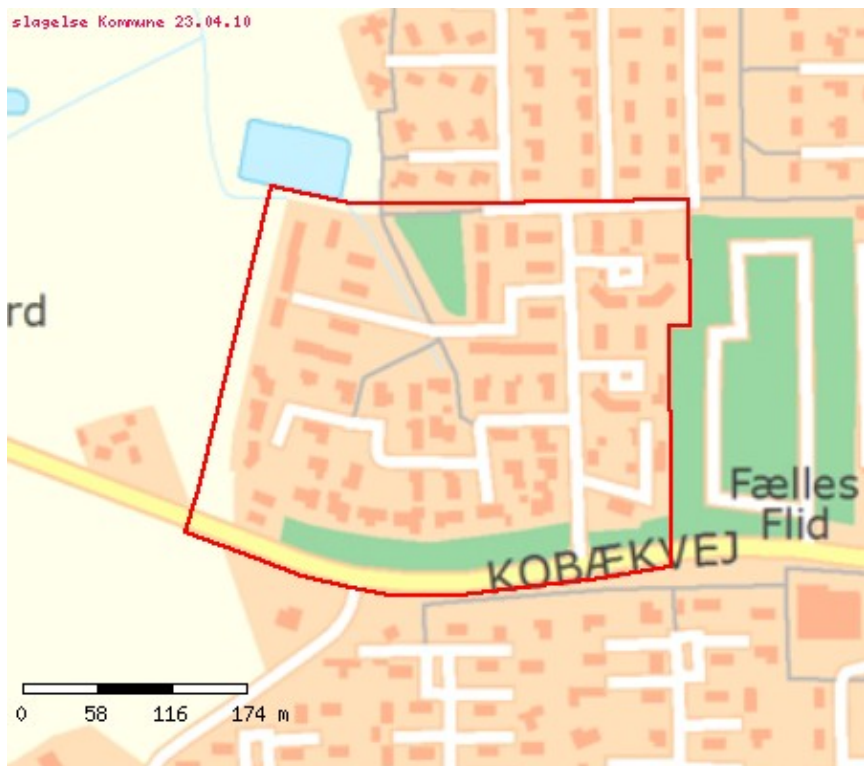 slagelse Kommune 23.04.10
rd
Fælles
Flid
KOBÆKVEJ
0 58 116 174 m